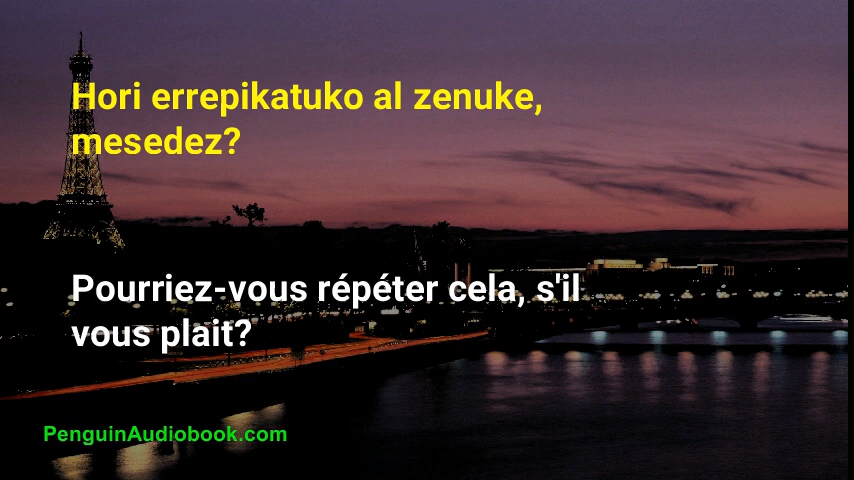 Hori errepikatuko al zenuke,
mesedez?
Pourriez-vous répéter cela, s'il
vous plait?
PenguinAudiobook.com